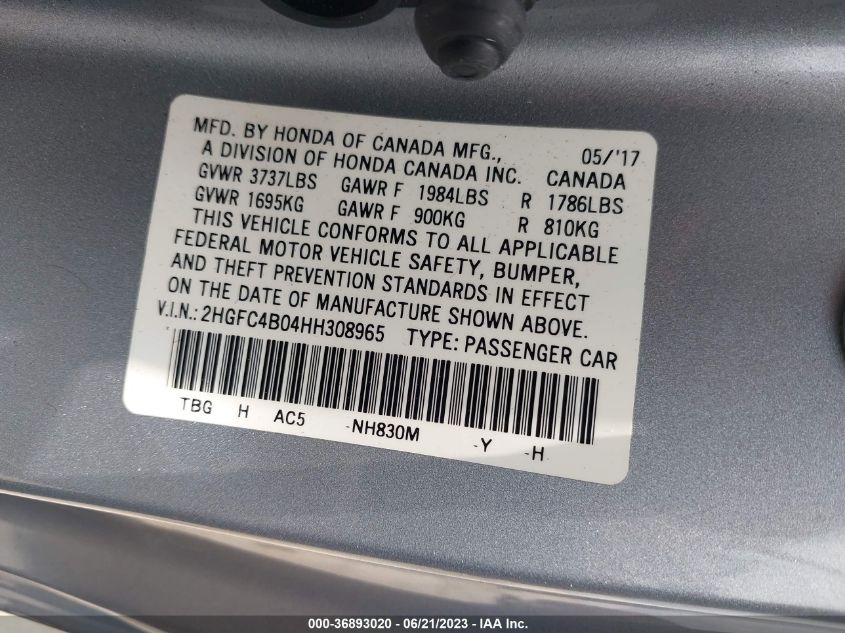 MFD. BY HONDA OF CANADA MFG., 05/'17
A DIVISION OF HONDA CANADA INC. CANADA
GVWR 3737LBS GAWR F 1984LBS R 1786LBS
GVWR 1695KG GAWR F 900KG R 810KG
THIS VEHICLE CONFORMS TO ALL APPLICABLE
FEDERAL MOTOR VEHICLE SAFETY, BUMPER,
AND THEFT PREVENTION STANDARDS IN EFFECT
ON THE DATE OF MANUFACTURE SHOWN ABOVE.
V.I.N.: 2HGFC4B04HH308965 TYPE: PASSENGER CAR
TBG H AC5 -NH830M -Y -H
000-36893020 - 06/21/2023 - IAA Inc.